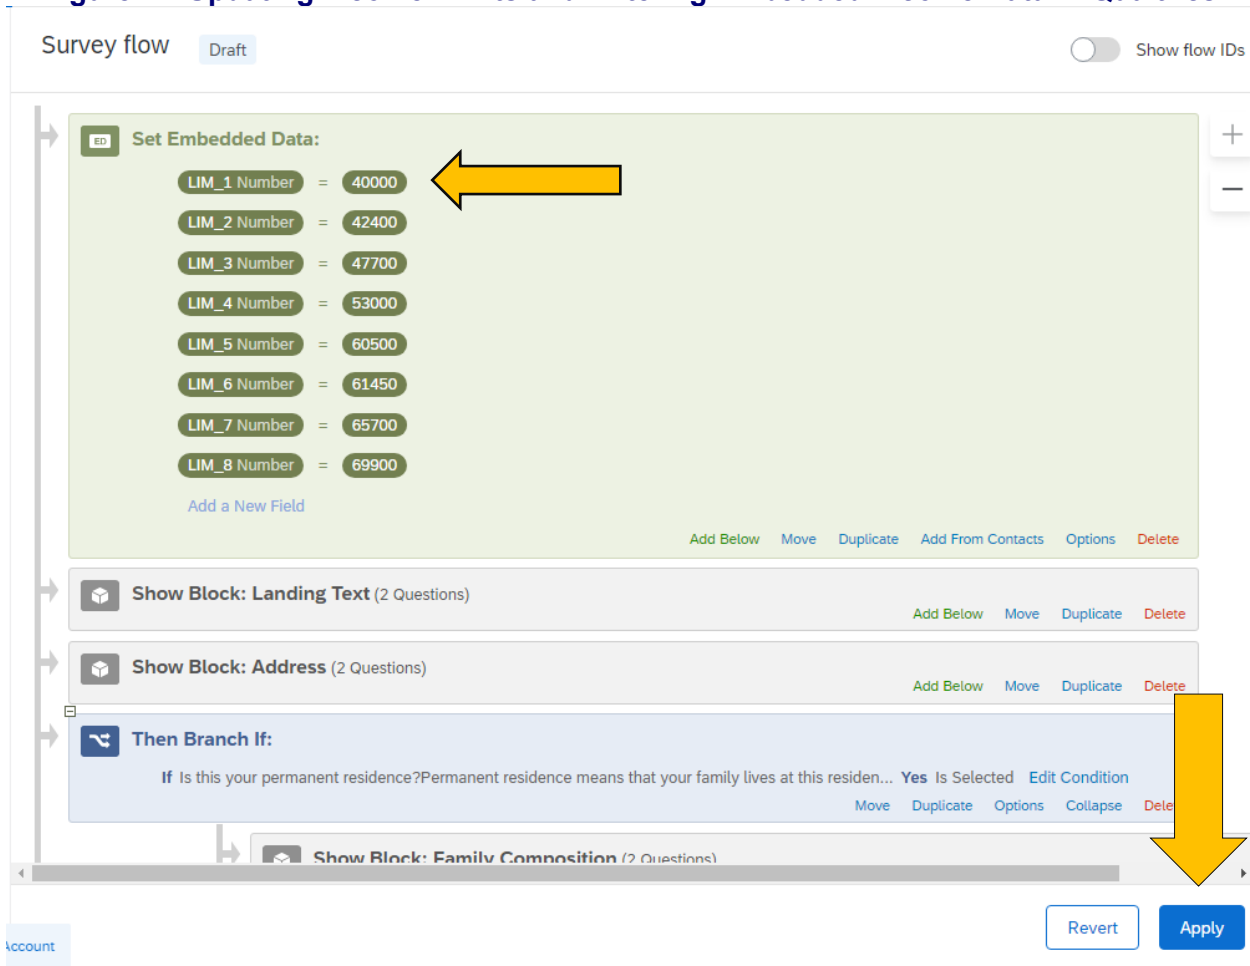 Survey flow
Draft
Show flow IDs
ED
Set Embedded Data:
LIM_1 Number = 40000
LIM_2 Number = 42400
LIM_3 Number = 47700
LIM_4 Number = 53000
LIM_5 Number = 60500
LIM_6 Number = 61450
LIM_7 Number = 65700
LIM_8 Number = 69900
Add a New Field
Add Below Move Duplicate Add From Contacts Options Delete
Show Block: Landing Text (2 Questions)
Add Below Move Duplicate Delete
Show Block: Address (2 Questions)
Add Below Move Duplicate Delete
Then Branch If:
If Is this your permanent residence?Permanent residence means that your family lives at this residen... Yes Is Selected Edit Condition
Move Duplicate Options Collapse
Show Block: Family Composition (2 Questions)
Revert Apply
Account